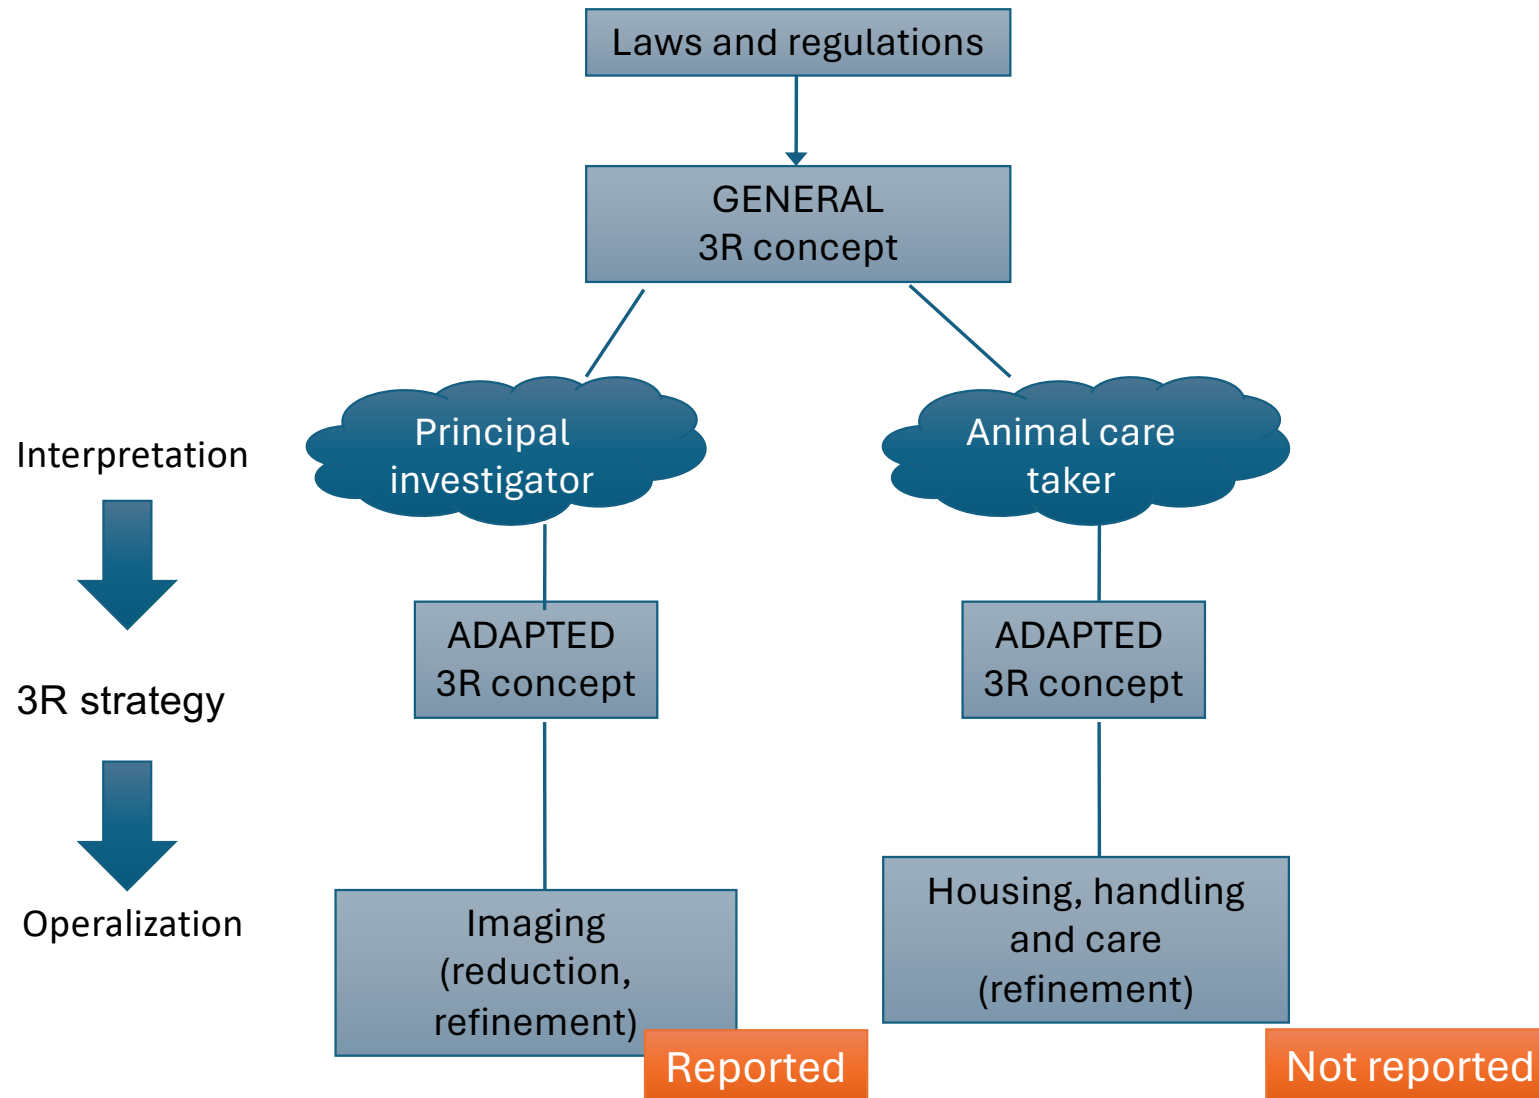 Laws and regulations
GENERAL
3R concept
Principal
investigator
Animal care
taker
Interpretation
ADAPTED
3R concept
ADAPTED
3R concept
3R strategy
Operalization
Imaging
(reduction,
refinement)
Housing, handling
and care
(refinement)
Reported
Not reported